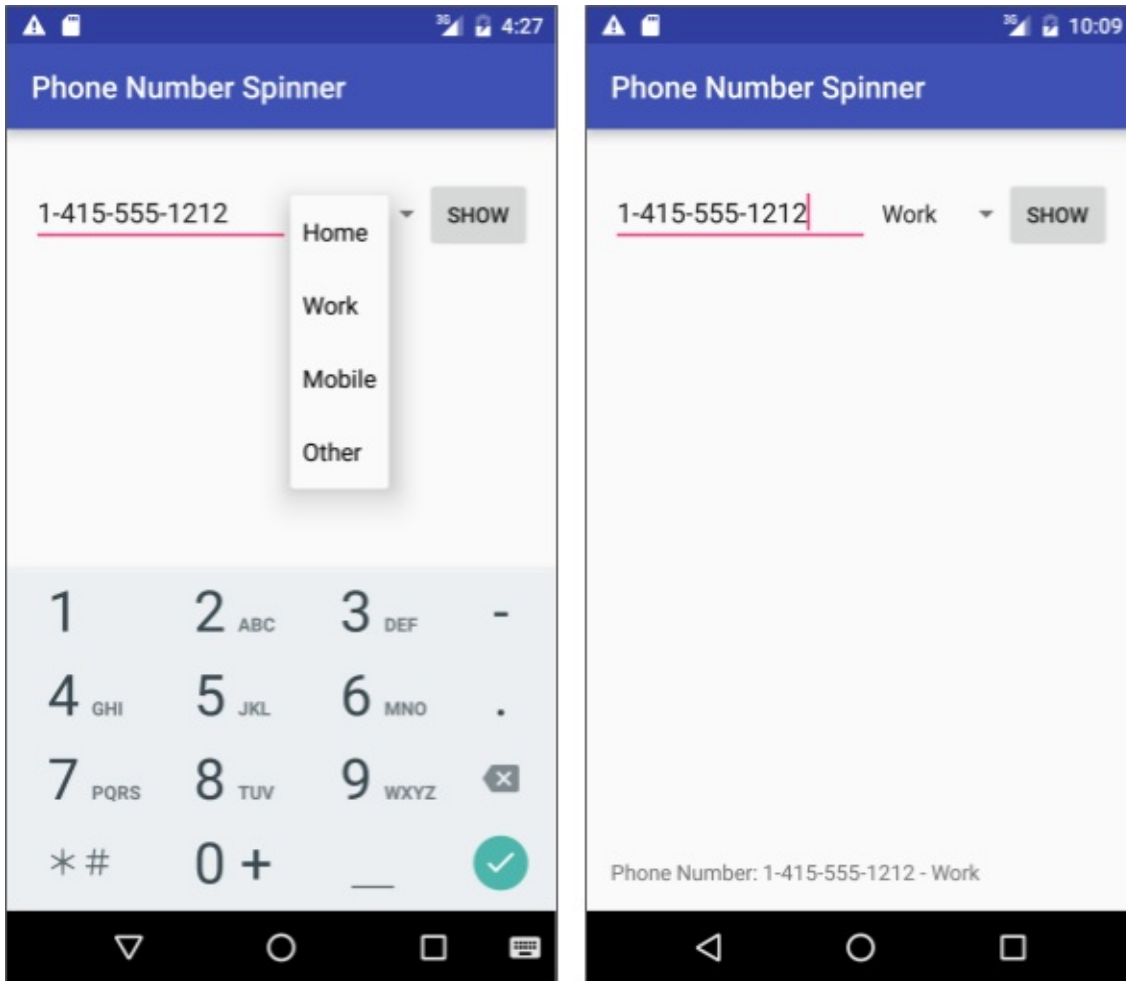 3G 4:27
Phone Number Spinner
1-415-555-1212 SHOW
Home
Work
Mobile
Other
1 2 ABC 3 DEF -
4 GHI 5 JKL 6 MNO .
7 PQRS 8 TUV 9 WXYZ
*# 0 + _
3G 10:09
Phone Number Spinner
1-415-555-1212 Work SHOW
Phone Number: 1-415-555-1212 - Work